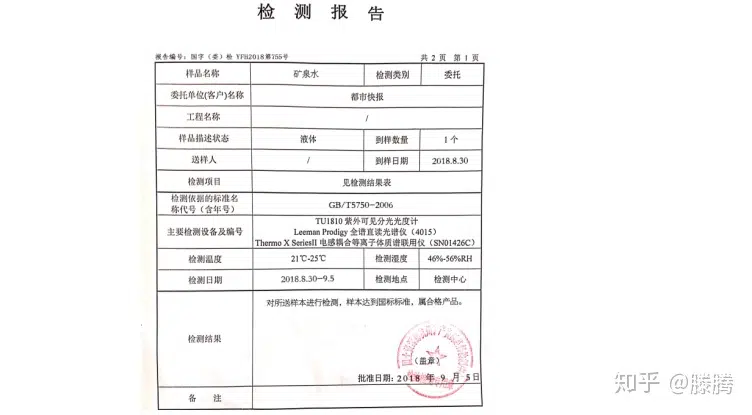 检测报告
报告编号：国字（委）检 YFB2018第755号 共 2 页 第 1 页
样品名称 矿泉水 检测类别 委托
委托单位(客户)名称 都市快报
工程名称 /
样品描述状态 液体 到样数量 1 个
送样人 / 到样日期 2018.8.30
检测项目 见检测结果表
检测依据的标准名
称代号（含年号） GB/T5750-2006
主要检测设备及编号 TU1810 紫外可见分光光度计
Leeman Prodigy 全谱直读光谱仪（4015）
Thermo X SeriesII 电感耦合等离子体质谱联用仪（SN01426C）
检测温度 21℃-25℃ 检测湿度 46%-56%RH
检测日期 2018.8.30-9.5 检测地点 检测中心
检测结果 对所送样本进行检测，样本达到国标标准，属合格产品。
（盖章）
批准日期：2018 年 9 月 5日
备 注
知乎 @滕腾